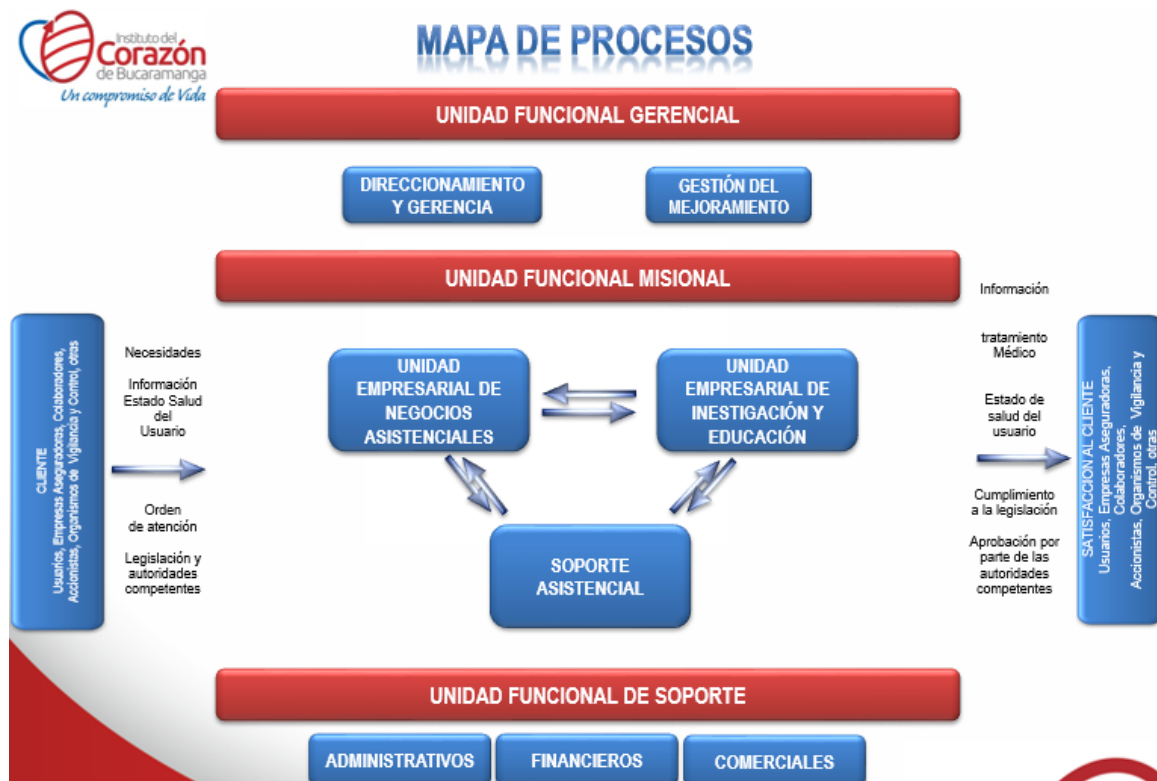 Instituto del
Corazón
de Bucaramanga
Un compromiso de Vida
MAPA DE PROCESOS
UNIDAD FUNCIONAL GERENCIAL
DIRECCIONAMIENTO
Y GERENCIA
GESTIÓN DEL
MEJORAMIENTO
UNIDAD FUNCIONAL MISIONAL
CLIENTE
Usuarios, Empresas Aseguradoras, Colaboradores,
Accionistas, Organismos de Vigilancia y Control, otras
Necesidades
Información
Estado Salud
del
Usuario
Orden
de atención
Legislación y
autoridades
competentes
UNIDAD
EMPRESARIAL DE
NEGOCIOS
ASISTENCIALES
UNIDAD
EMPRESARIAL DE
INESTIGACIÓN Y
EDUCACIÓN
SOPORTE
ASISTENCIAL
Información
tratamiento
Médico
Estado de
salud del
usuario
Cumplimiento
a la legislación
Aprobación por
parte de las
autoridades
competentes
SATISFACCION AL CLIENTE
Usuarios, Empresas Aseguradoras,
Colaboradores,
Accionistas, Organismos de Vigilancia y
Control, otras
UNIDAD FUNCIONAL DE SOPORTE
ADMINISTRATIVOS
FINANCIEROS
COMERCIALES